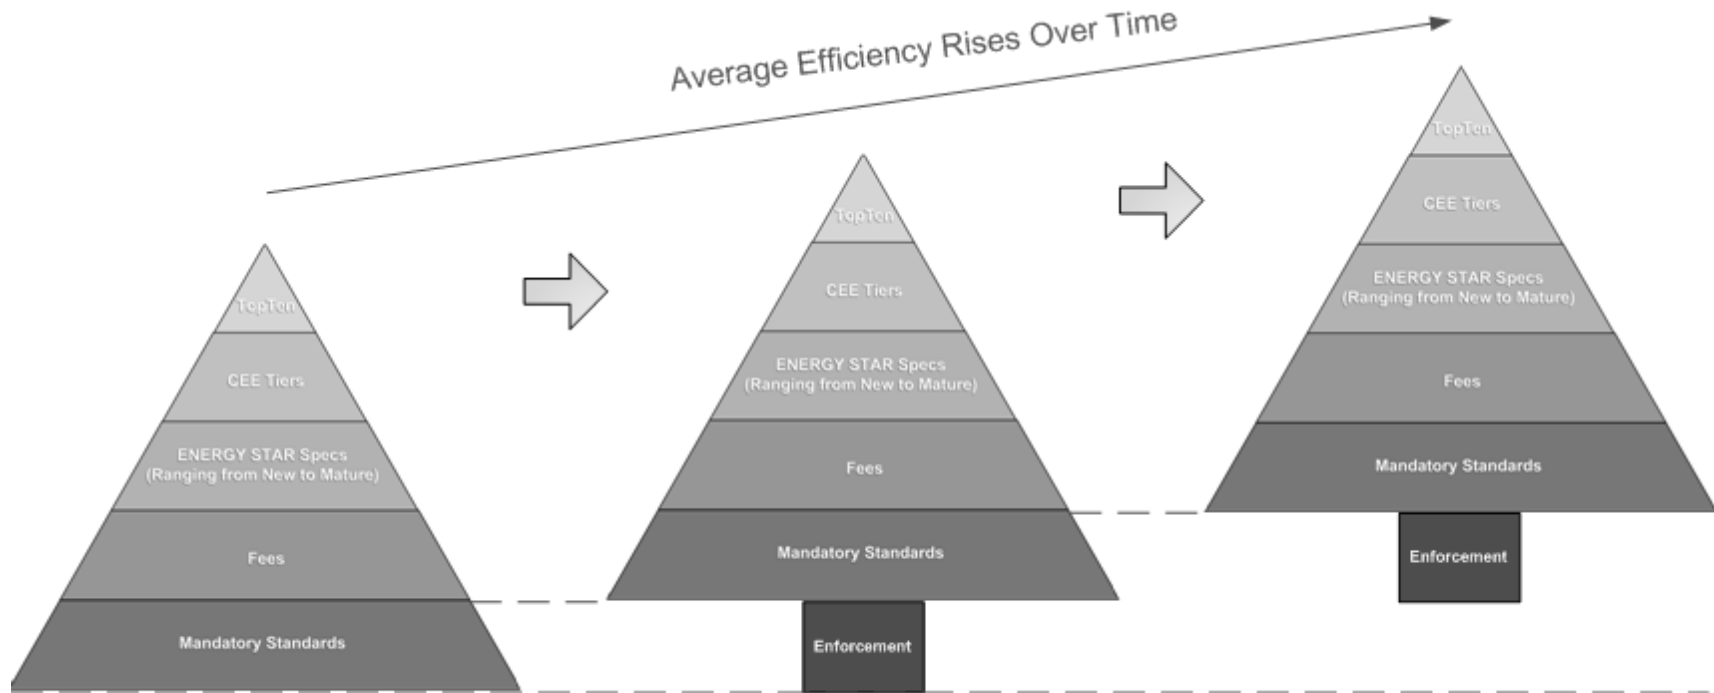 Average Efficiency Rises Over Time
TopTen
CEE Tiers
ENERGY STAR Specs
(Ranging from New to Mature)
Fees
Mandatory Standards
TopTen
CEE Tiers
ENERGY STAR Specs
(Ranging from New to Mature)
Fees
Mandatory Standards
Enforcement
TopTen
CEE Tiers
ENERGY STAR Specs
(Ranging from New to Mature)
Fees
Mandatory Standards
Enforcement